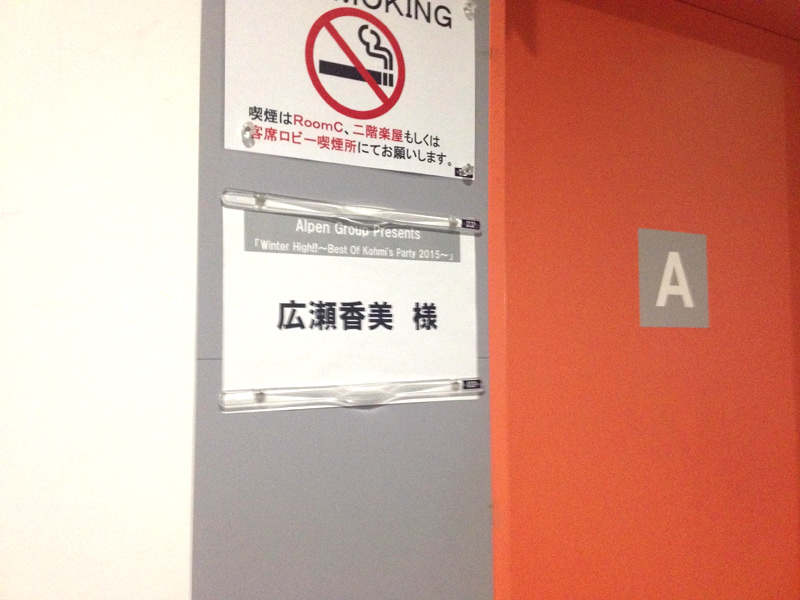 MOKING
喫煙はRoomC、二階楽屋もしくは
客席ロビー喫煙所にてお願いします。
Alpen Group Presents
「Winter High!!～Best Of Kohmi's Party 2015～」
広瀬香美 様
A